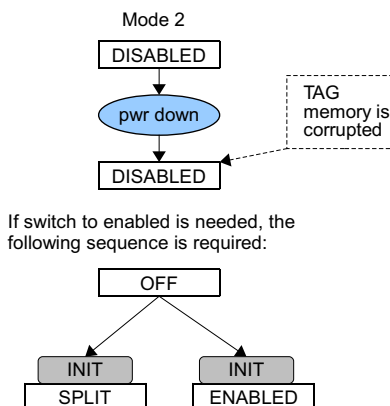 Mode 2
DISABLED
pwr down
TAG
memory is
corrupted
DISABLED
If switch to enabled is needed, the
following sequence is required:
OFF
INIT
INIT
SPLIT
ENABLED